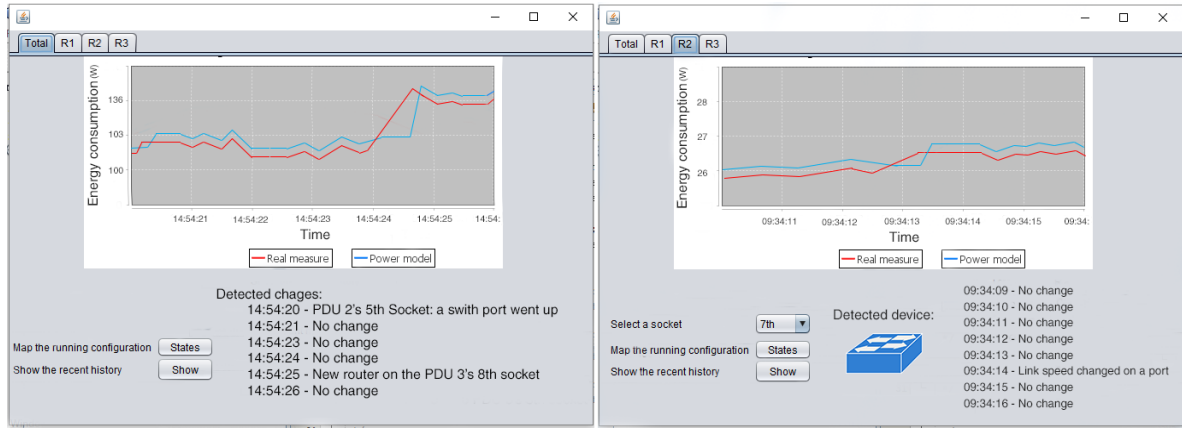 Total R1 R2 R3
Energy consumption (W)
136
103
100
14:54:21 14:54:22 14:54:23 14:54:24 14:54:25 14:54:
Time
Real measure Power model
Detected chages:
14:54:20 - PDU 2's 5th Socket: a swith port went up
14:54:21 - No change
14:54:23 - No change
14:54:24 - No change
14:54:25 - New router on the PDU 3's 8th socket
14:54:26 - No change
Map the running configuration States
Show the recent history Show
Total R1 R2 R3
Energy consumption (W)
28
27
26
09:34:11 09:34:12 09:34:13 09:34:14 09:34:15 09:34:
Time
Real measure Power model
Select a socket 7th
Map the running configuration States
Show the recent history Show
Detected device:
09:34:09 - No change
09:34:10 - No change
09:34:11 - No change
09:34:12 - No change
09:34:13 - No change
09:34:14 - Link speed changed on a port
09:34:15 - No change
09:34:16 - No change